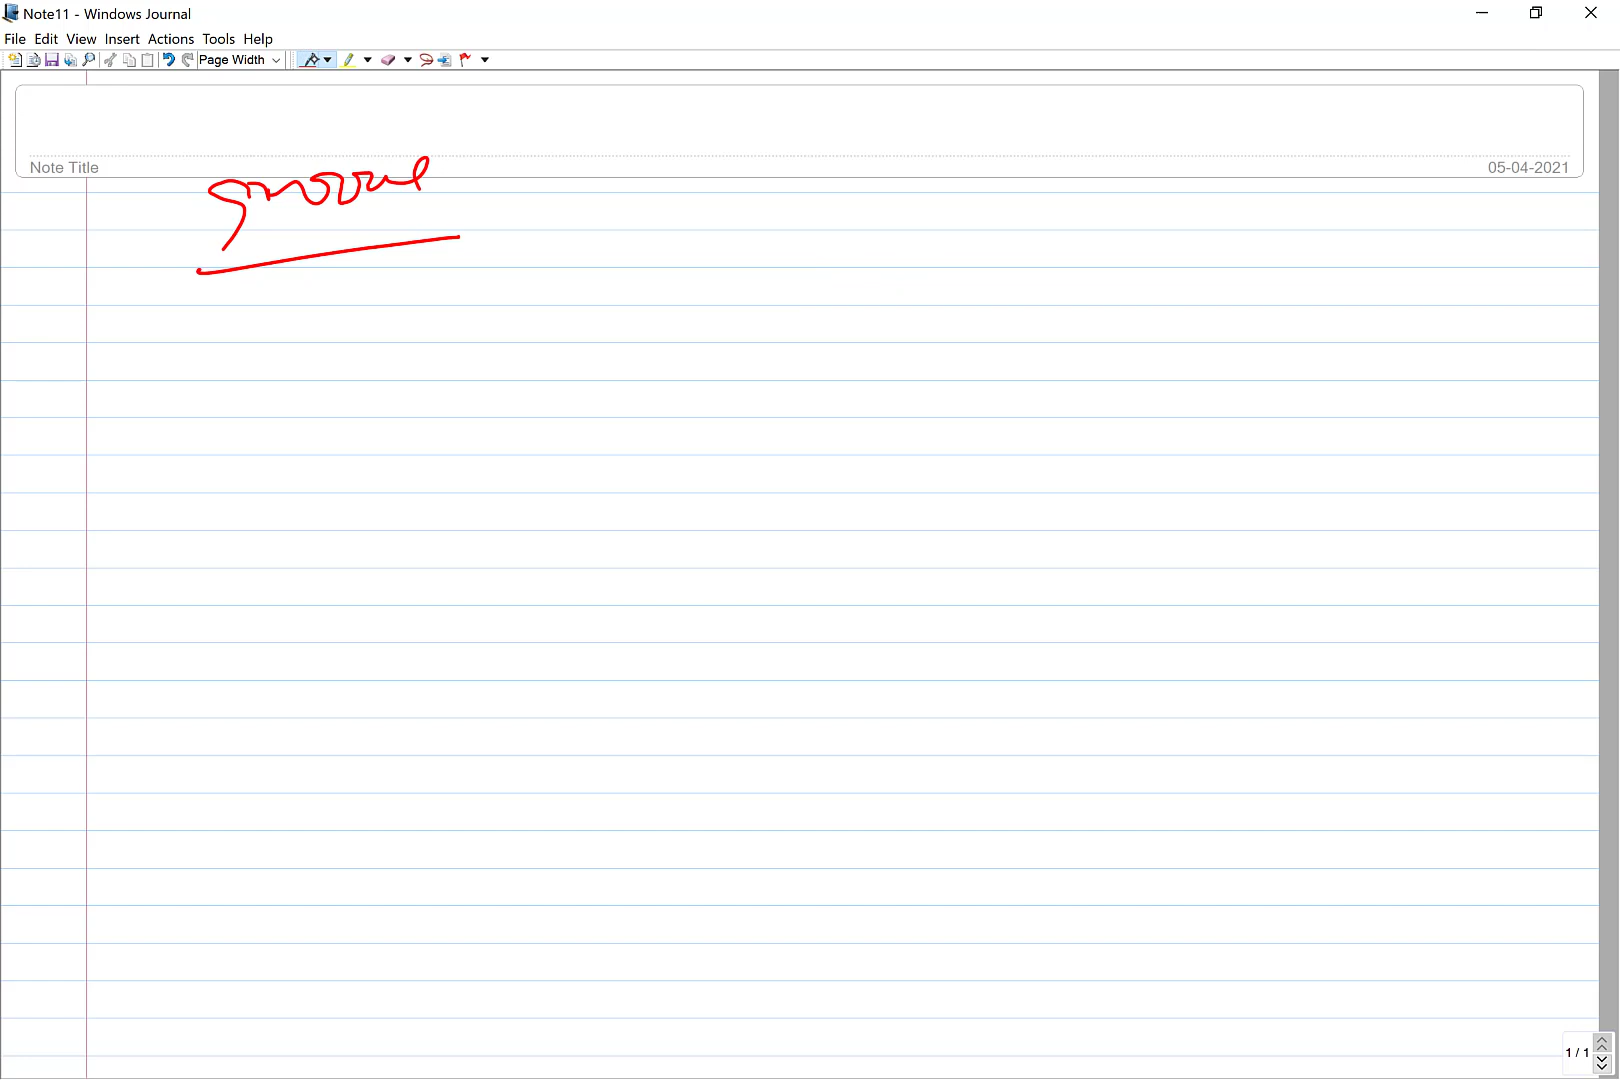 Note11 - Windows Journal
File Edit View Insert Actions Tools Help
Page Width
Note Title
05-04-2021
1 / 1